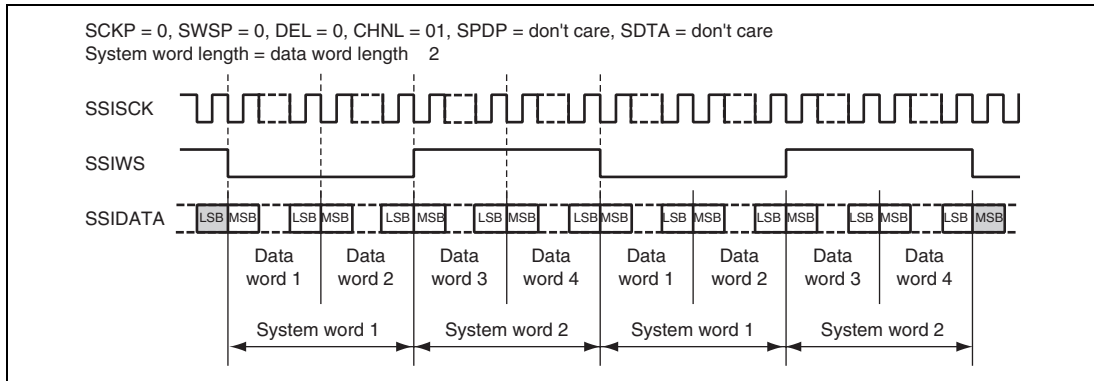 SCKP = 0, SWSP = 0, DEL = 0, CHNL = 01, SPDP = don't care, SDTA = don't care
System word length = data word length 2
SSISCK
SSIWS
SSIDATA
LSB MSB LSB MSB LSB MSB LSB MSB LSB MSB LSB MSB LSB MSB LSB MSB LSB MSB
Data word 1
Data word 2
Data word 3
Data word 4
Data word 1
Data word 2
Data word 3
Data word 4
System word 1
System word 2
System word 1
System word 2